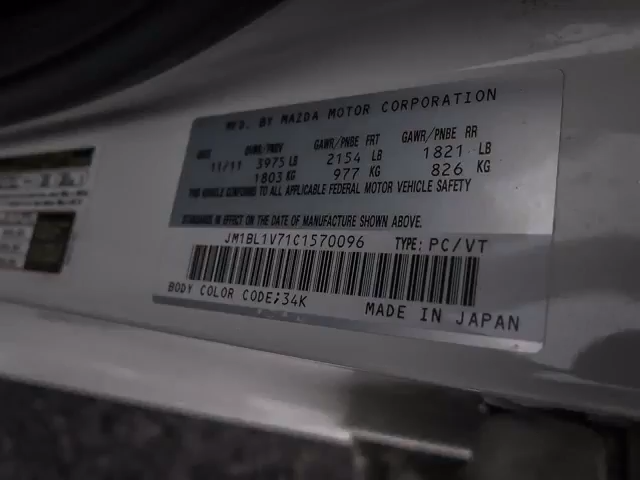 MFD. BY MAZDA MOTOR CORPORATION
DATE GVWR/PNBV GAWR/PNBE FRT GAWR/PNBE RR
11/11 3975 LB 2154 LB 1821 LB
1803 KG 977 KG 826 KG
THIS VEHICLE CONFORMS TO ALL APPLICABLE FEDERAL MOTOR VEHICLE SAFETY
STANDARDS IN EFFECT ON THE DATE OF MANUFACTURE SHOWN ABOVE.
JM1BL1V71C1570096 TYPE: PC/VT
BODY COLOR CODE;34K
MADE IN JAPAN